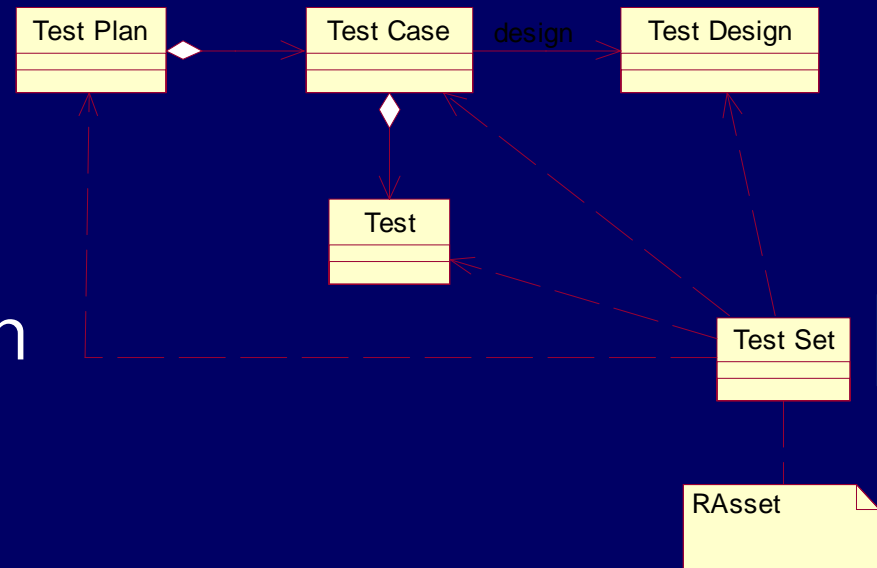 Test Plan
Test Case
design
Test Design
Test
n
Test Set
RAsset